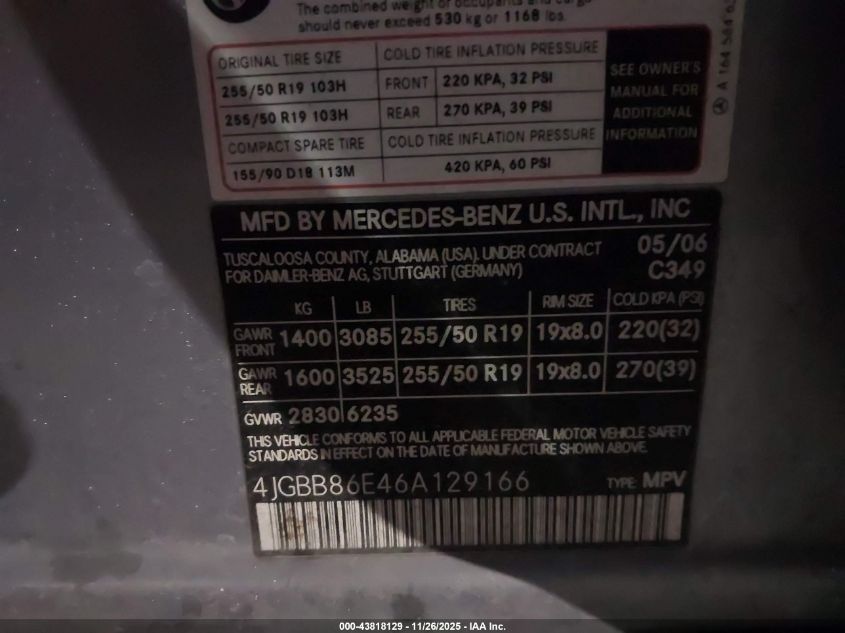 The combined weight of occupants and cargo
should never exceed 530 kg or 1168 lbs.
ORIGINAL TIRE SIZE COLD TIRE INFLATION PRESSURE
255/50 R19 103H FRONT 220 KPA, 32 PSI
255/50 R19 103H REAR 270 KPA, 39 PSI
COMPACT SPARE TIRE COLD TIRE INFLATION PRESSURE
155/90 D18 113M 420 KPA, 60 PSI
SEE OWNER'S
MANUAL FOR
ADDITIONAL
INFORMATION
A 164 584
MFD BY MERCEDES-BENZ U.S. INTL., INC
TUSCALOOSA COUNTY, ALABAMA (USA). UNDER CONTRACT 05/06
FOR DAIMLER-BENZ AG, STUTTGART (GERMANY) C349
KG LB TIRES RIM SIZE COLD KPA (PSI)
GAWR FRONT 1400 3085 255/50 R19 19x8.0 220(32)
GAWR REAR 1600 3525 255/50 R19 19x8.0 270(39)
GVWR 2830 6235
THIS VEHICLE CONFORMS TO ALL APPLICABLE FEDERAL MOTOR VEHICLE SAFETY
STANDARDS IN EFFECT ON THE DATE OF MANUFACTURE SHOWN ABOVE.
4JGBB86E46A129166 TYPE: MPV
000-43818129 - 11/26/2025 - IAA Inc.